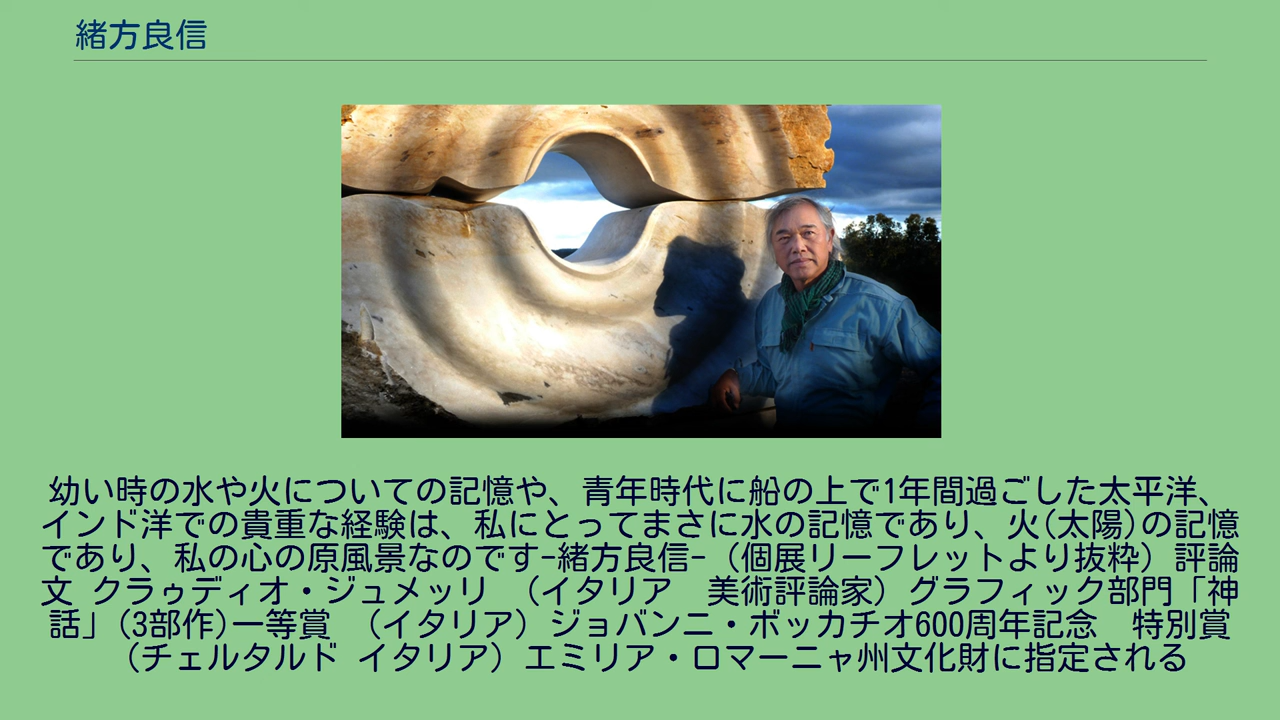 緒方良信
幼い時の水や火についての記憶や、青年時代に船の上で1年間過ごした太平洋、
インド洋での貴重な経験は、私にとってまさに水の記憶であり、火(太陽)の記憶
であり、私の心の原風景なのです-緒方良信-（個展リーフレットより抜粋）評論
文 クラゥディオ・ジュメッリ　（イタリア　美術評論家）グラフィック部門「神
話」(3部作)一等賞　（イタリア）ジョバンニ・ボッカチオ600周年記念　特別賞
（チェルタルド イタリア）エミリア・ロマーニャ州文化財に指定される